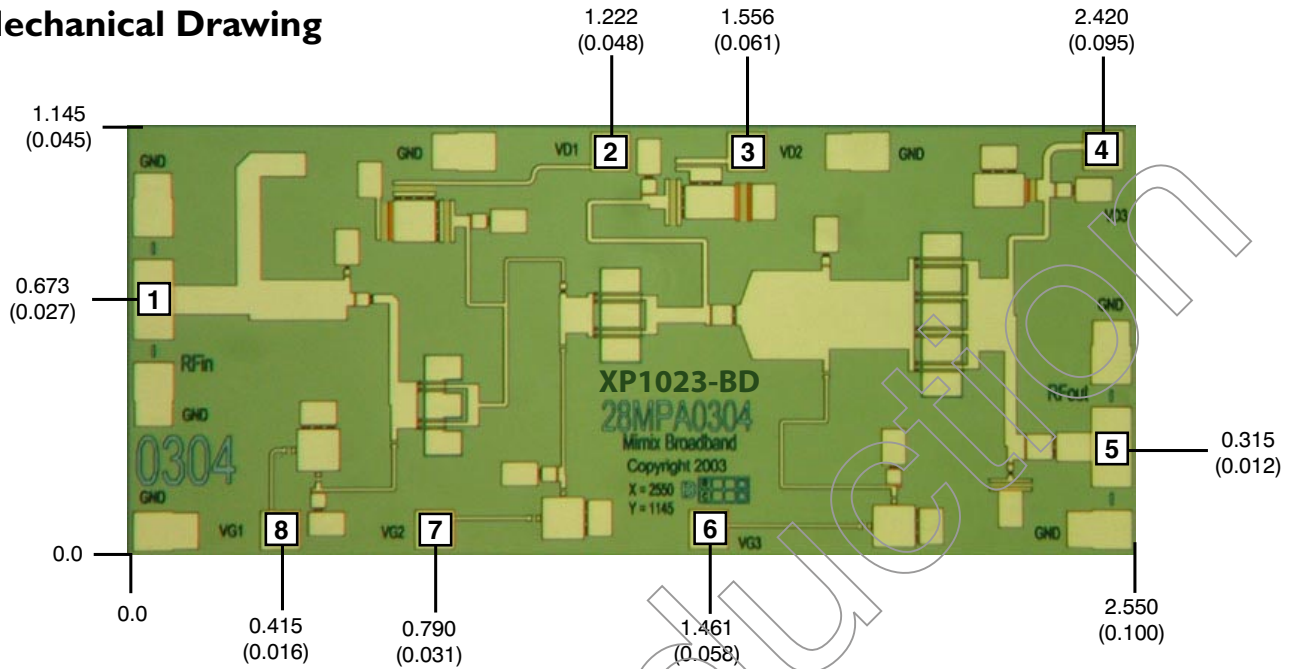 Mechanical Drawing
1.222
(0.048)
1.556
(0.061)
2.420
(0.095)
1.145
(0.045)
GND
GND
VD1
2
3
VD2
GND
4
VD3
0.673
(0.027)
1
GND
RFin
GND
XP1023-BD
28MPA0304
Mimix Broadband
Copyright 2003
X = 2550
Y = 1145
RFout
5
0.315
(0.012)
0304
GND
VG1
8
VG2
7
6
VG3
GND
0.0
0.0
0.415
(0.016)
0.790
(0.031)
1.461
(0.058)
2.550
(0.100)
duction